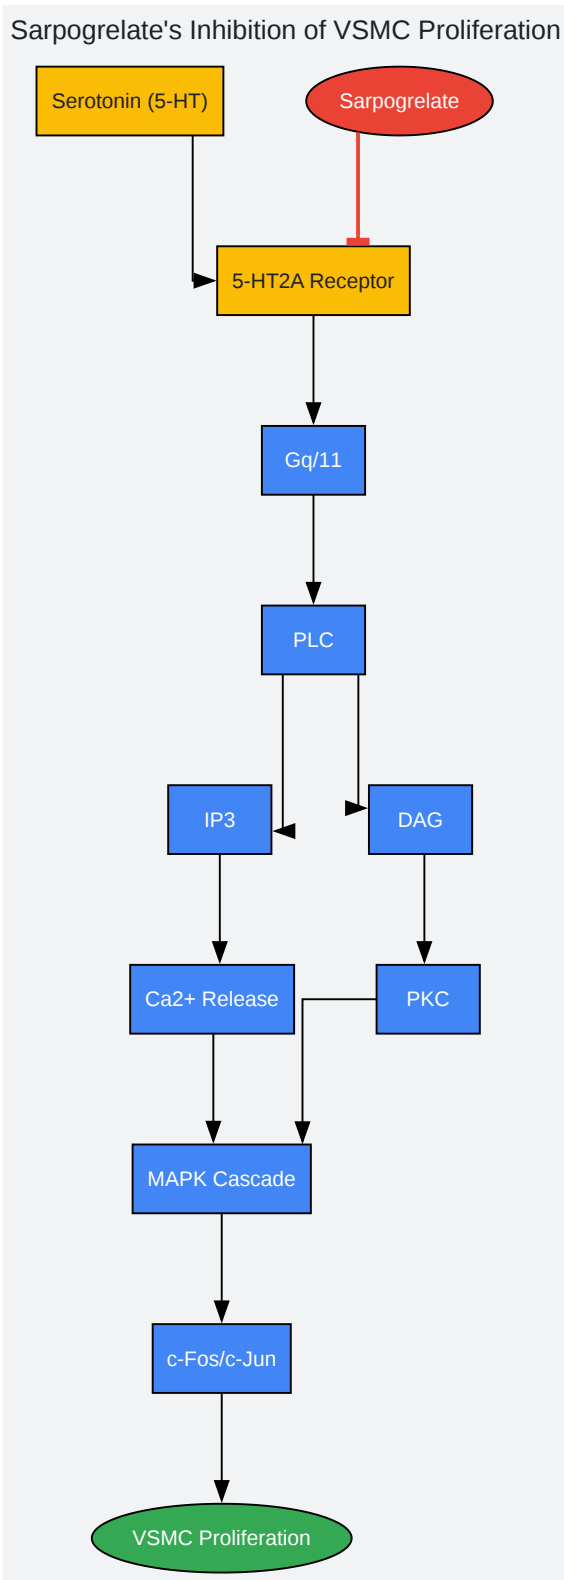 Sarpogrelate's Inhibition of VSMC Proliferation
Serotonin (5-HT)
Sarpogrelate
5-HT2A Receptor
Gq/11
PLC
IP3
DAG
Ca2+ Release
PKC
MAPK Cascade
c-Fos/c-Jun
VSMC Proliferation